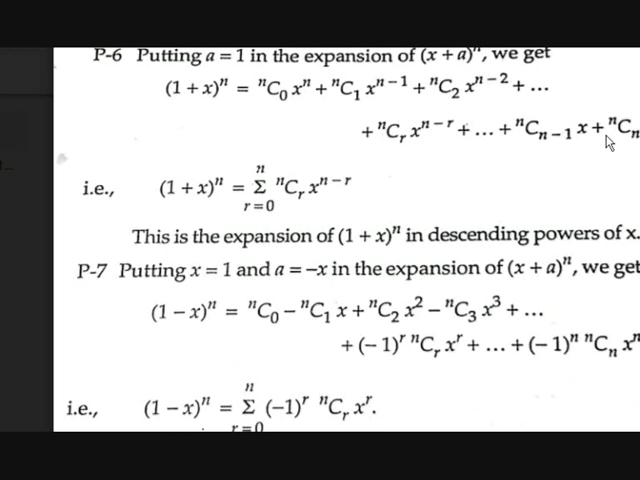 P-6 Putting a = 1 in the expansion of (x + a)ⁿ, we get
(1 + x)ⁿ = ⁿC₀ xⁿ + ⁿC₁ xⁿ⁻¹ + ⁿC₂ xⁿ⁻² + ...
+ ⁿCᵣ xⁿ⁻ʳ + ... + ⁿCₙ₋₁ x + ⁿCₙ
i.e., (1 + x)ⁿ = Σ_{r=0}^{n} ⁿCᵣ xⁿ⁻ʳ
This is the expansion of (1 + x)ⁿ in descending powers of x.
P-7 Putting x = 1 and a = –x in the expansion of (x + a)ⁿ, we get
(1 – x)ⁿ = ⁿC₀ – ⁿC₁ x + ⁿC₂ x² – ⁿC₃ x³ + ...
+ (– 1)ʳ ⁿCᵣ xʳ + ... + (– 1)ⁿ ⁿCₙ xⁿ
i.e., (1 – x)ⁿ = Σ_{r=0}^{n} (–1)ʳ ⁿCᵣ xʳ.